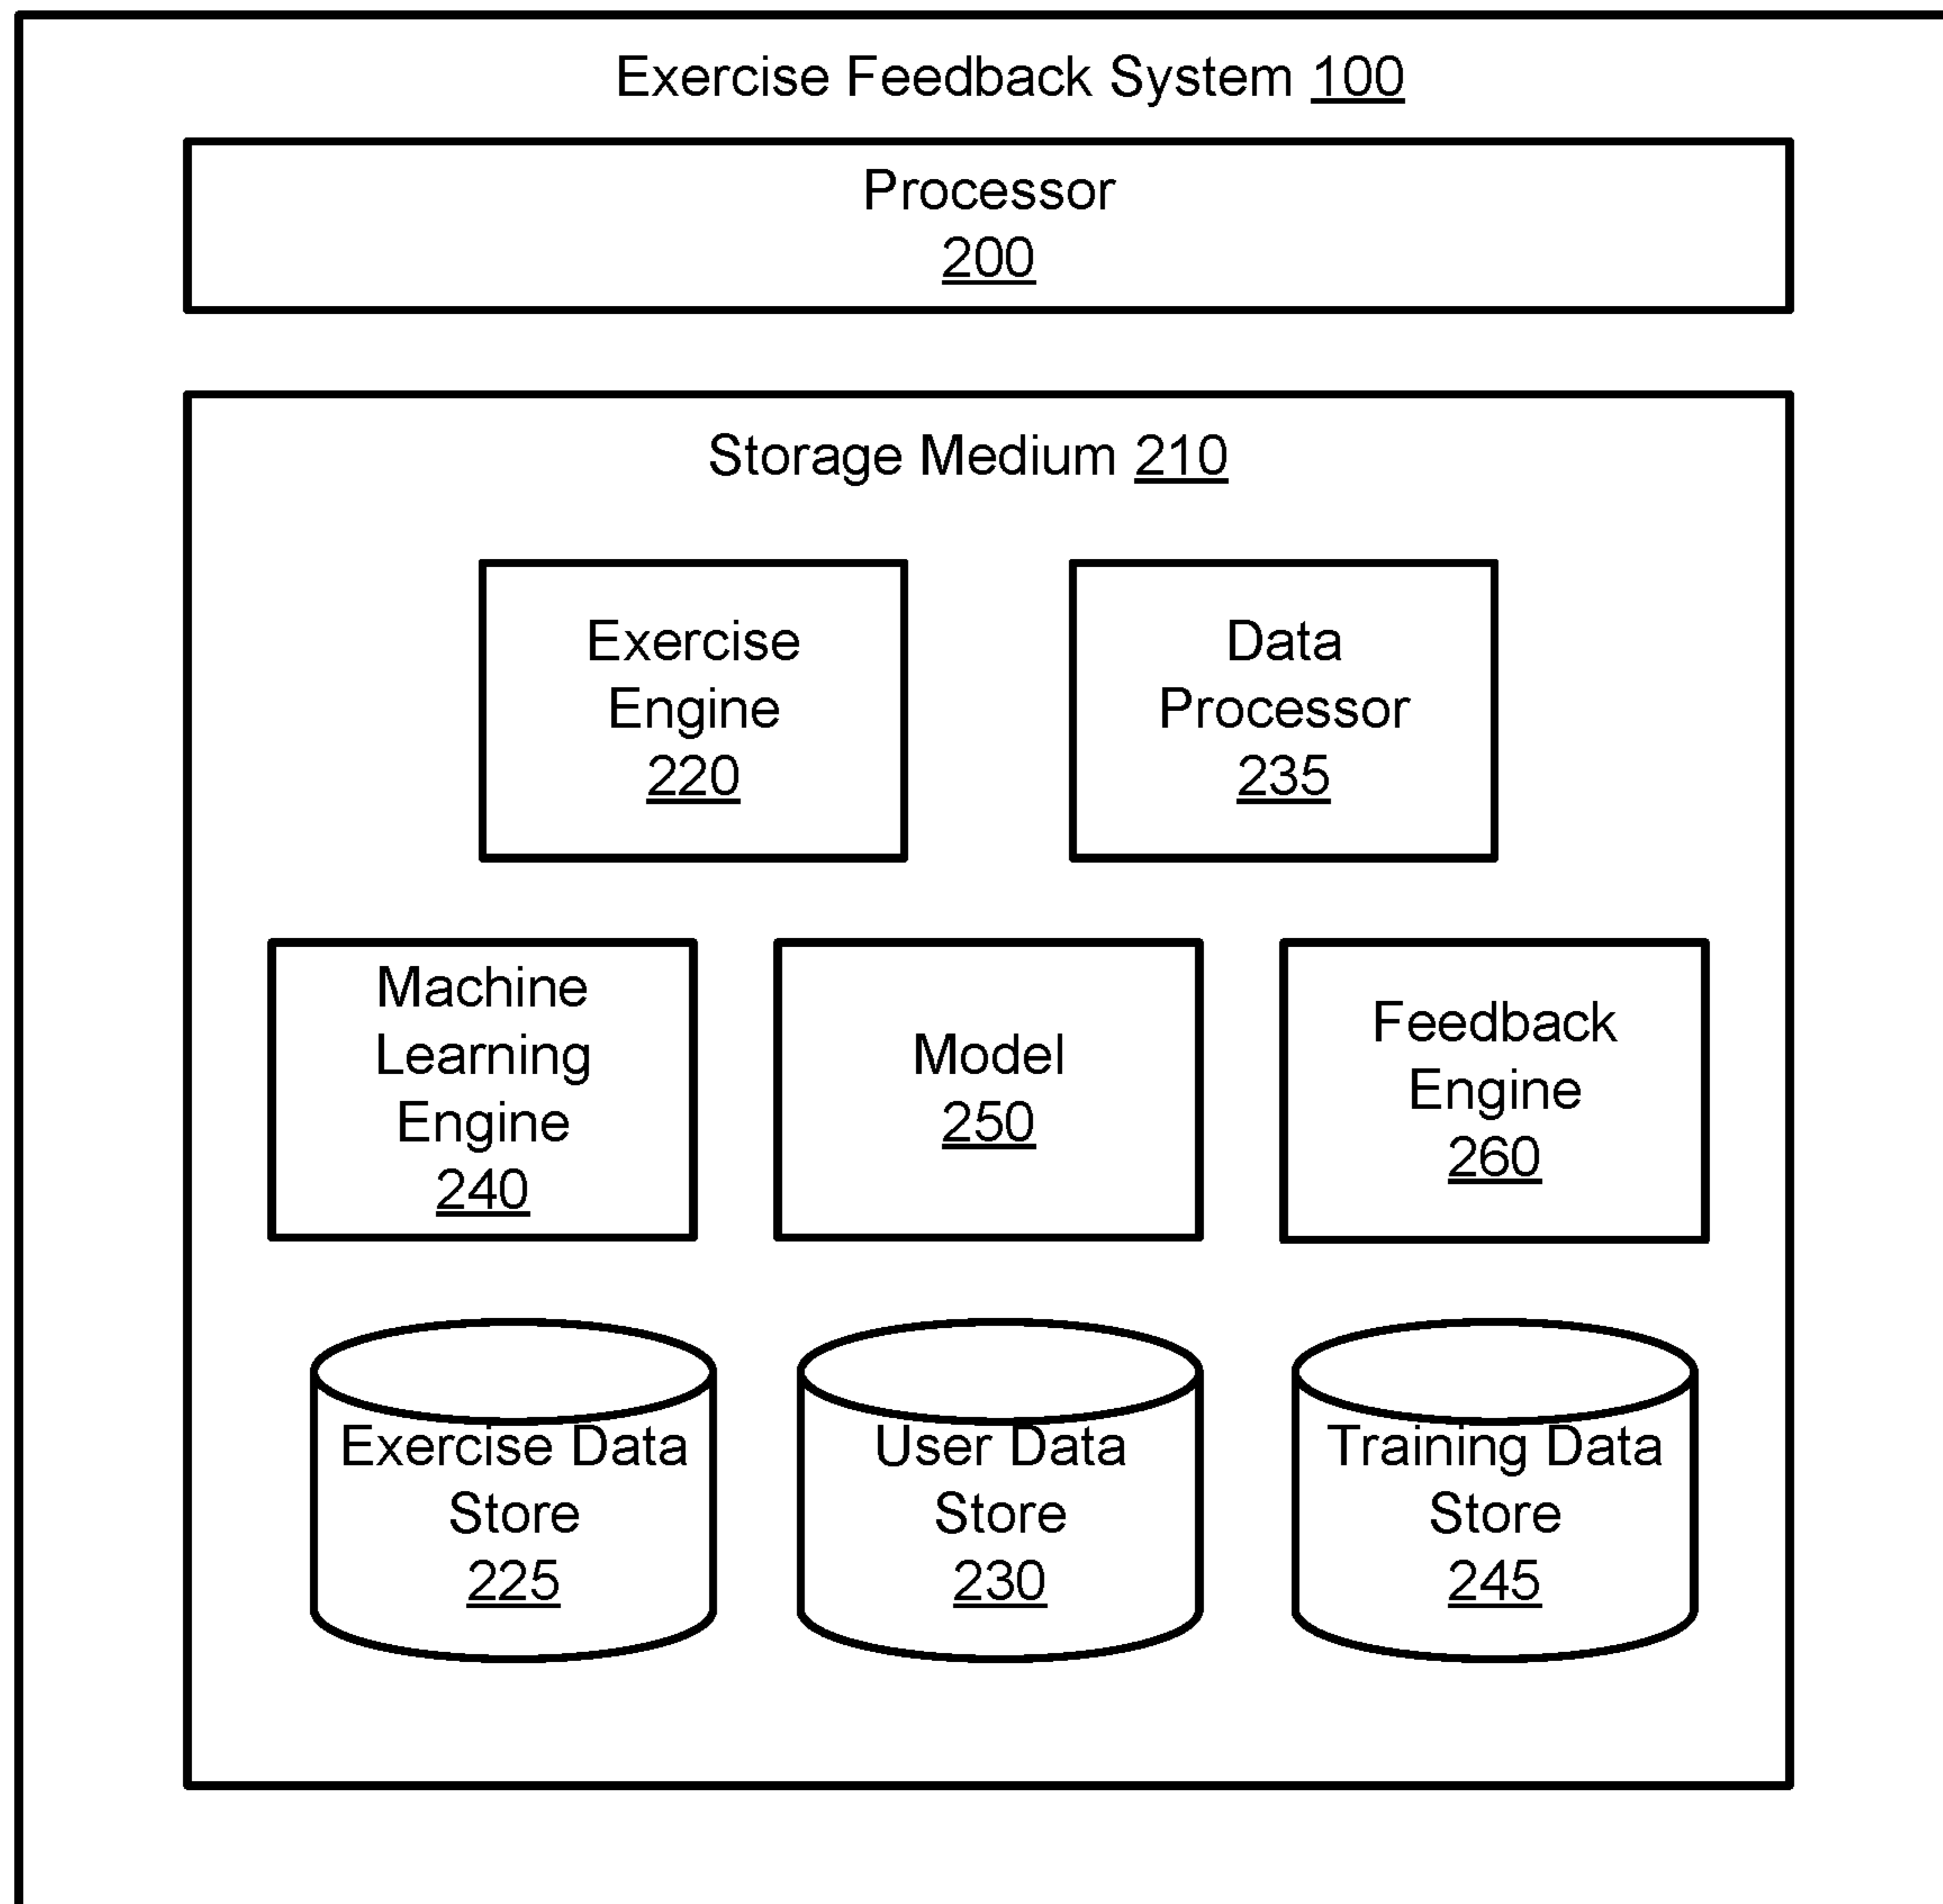 Exercise Feedback System 100
Processor
200
Storage Medium 210
Exercise
Engine
220
Data
Processor
235
Machine
Learning
Engine
240
Model
250
Feedback
Engine
260
Exercise Data
Store
225
User Data
Store
230
Training Data
Store
245